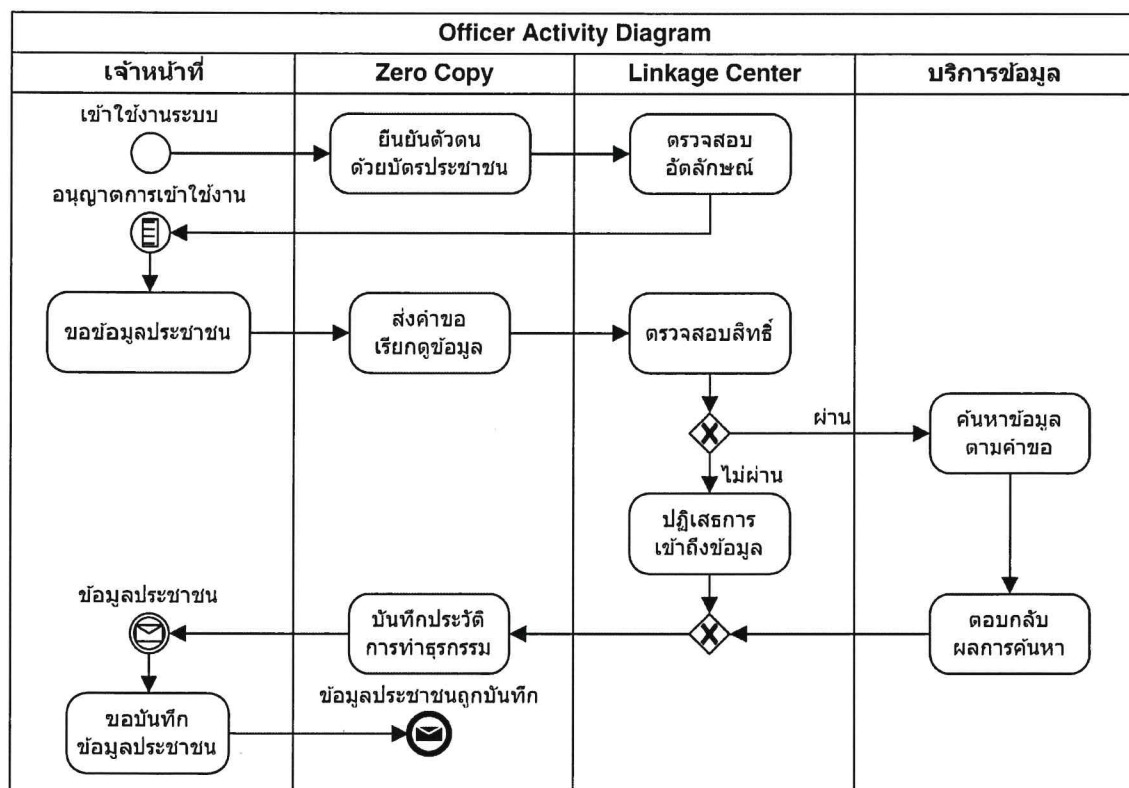 Officer Activity Diagram
เจ้าหน้าที่
Zero Copy
Linkage Center
บริการข้อมูล
เข้าใช้งานระบบ
ยืนยันตัวตน
ด้วยบัตรประชาชน
ตรวจสอบ
อัตลักษณ์
อนุญาตการเข้าใช้งาน
ขอข้อมูลประชาชน
ส่งคำขอ
เรียกดูข้อมูล
ตรวจสอบสิทธิ์
ผ่าน
ค้นหาข้อมูล
ตามคำขอ
ไม่ผ่าน
ปฏิเสธการ
เข้าถึงข้อมูล
ข้อมูลประชาชน
บันทึกประวัติ
การทำธุรกรรม
ตอบกลับ
ผลการค้นหา
ข้อมูลประชาชนถูกบันทึก
ขอบันทึก
ข้อมูลประชาชน